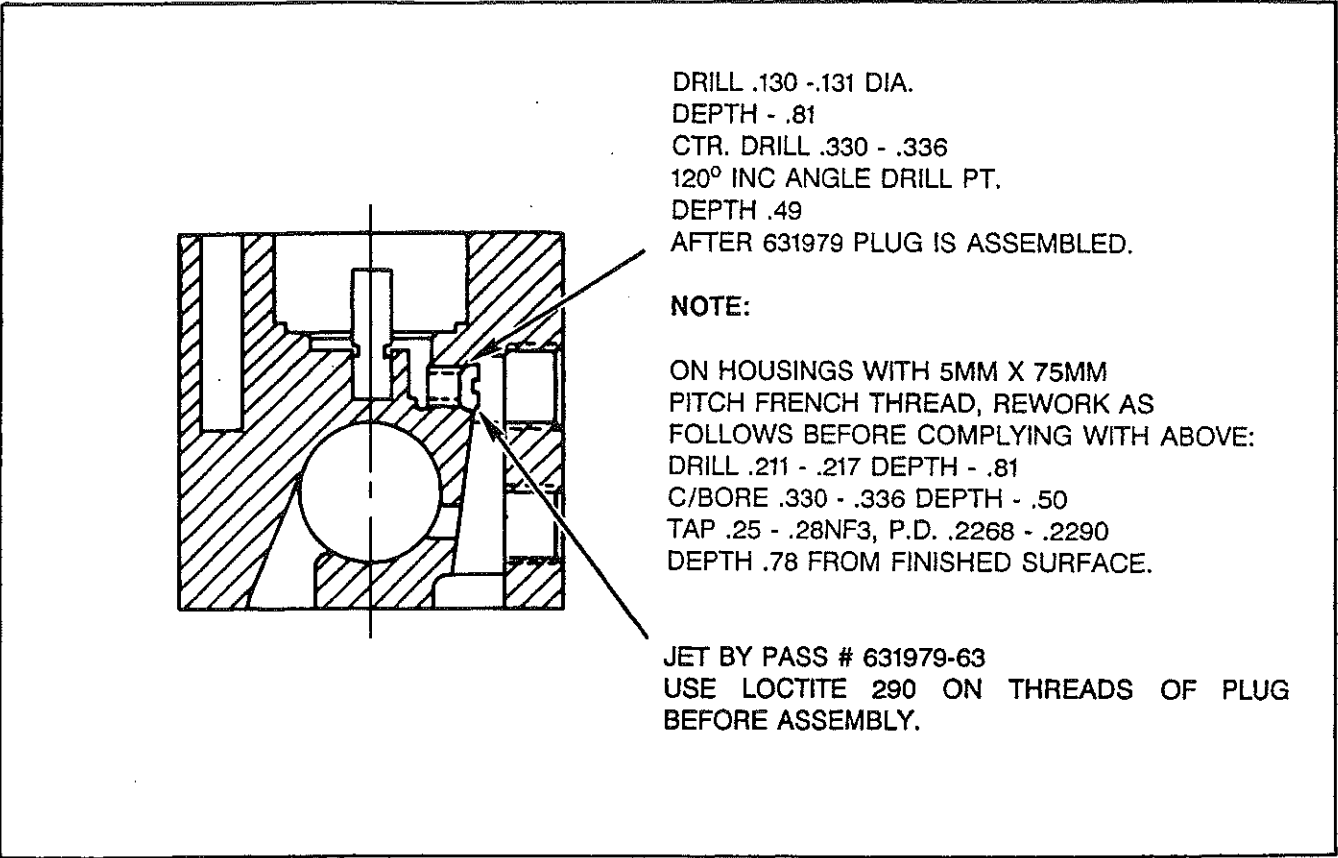 DRILL .130 -.131 DIA.
DEPTH - .81
CTR. DRILL .330 - .336
120° INC ANGLE DRILL PT.
DEPTH .49
AFTER 631979 PLUG IS ASSEMBLED.
NOTE:
ON HOUSINGS WITH 5MM X 75MM
PITCH FRENCH THREAD, REWORK AS
FOLLOWS BEFORE COMPLYING WITH ABOVE:
DRILL .211 - .217 DEPTH - .81
C/BORE .330 - .336 DEPTH - .50
TAP .25 - .28NF3, P.D. .2268 - .2290
DEPTH .78 FROM FINISHED SURFACE.
JET BY PASS # 631979-63
USE LOCTITE 290 ON THREADS OF PLUG
BEFORE ASSEMBLY.